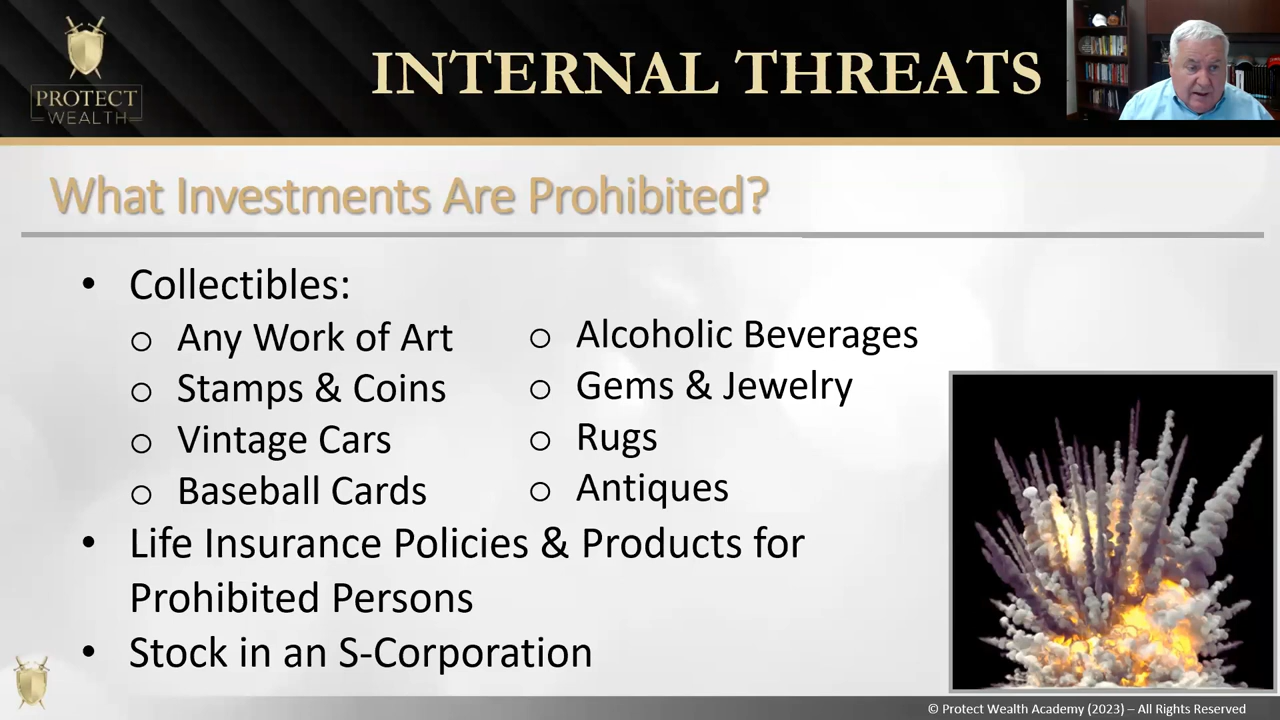 PROTECT
WEALTH
INTERNAL THREATS
What Investments Are Prohibited?
• Collectibles:
o Any Work of Art
o Stamps & Coins
o Vintage Cars
o Baseball Cards
o Alcoholic Beverages
o Gems & Jewelry
o Rugs
o Antiques
• Life Insurance Policies & Products for
Prohibited Persons
• Stock in an S-Corporation
© Protect Wealth Academy (2023) – All Rights Reserved